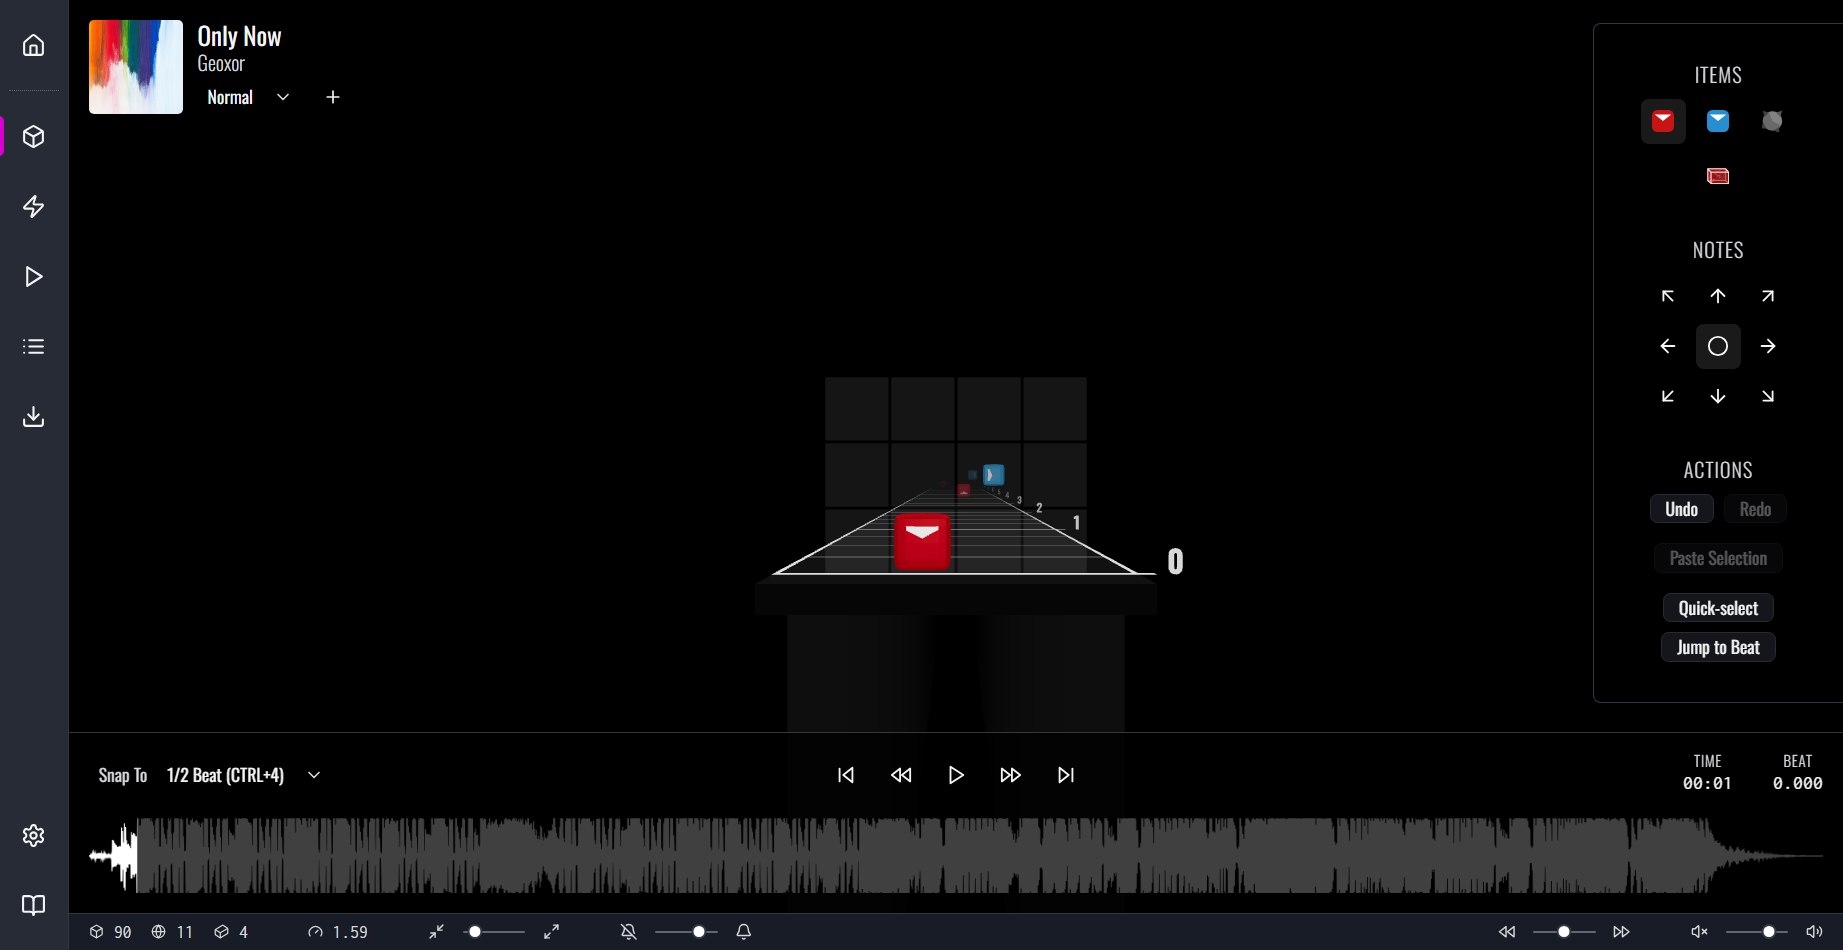 Only Now
Geoxor
Normal
ITEMS
NOTES
ACTIONS
Undo Redo
Paste Selection
Quick-select
Jump to Beat
4
3
2
1
0
Snap To 1/2 Beat (CTRL+4)
TIME BEAT
00:01 0.000
90 11 4 1.59